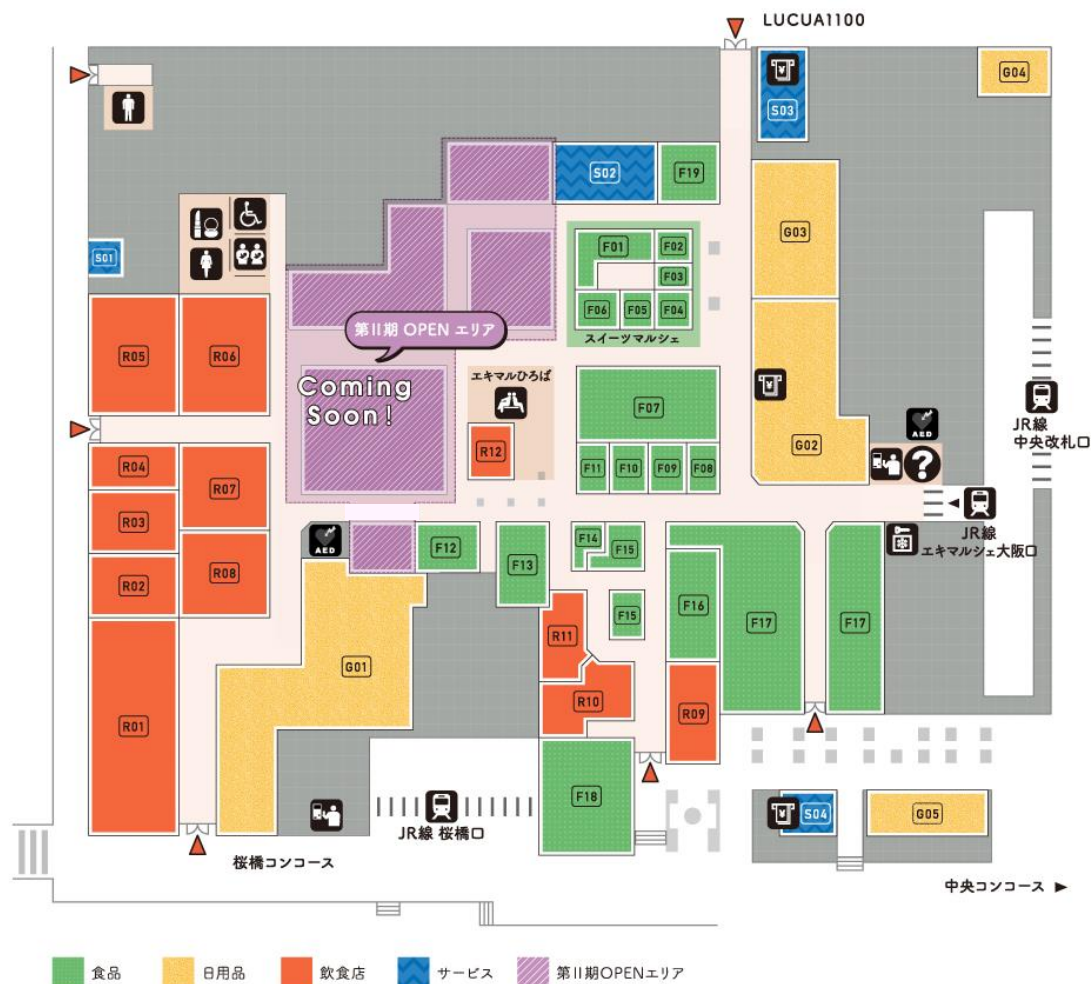 LUCUA1100
S03
G04
S02
F19
G03
F01
F02
F03
F06
F05
F04
スイーツマルシェ
S01
R05
R06
第II期 OPEN エリア
Coming
Soon!
エキマルひろば
R12
F07
F11
F10
F09
F08
G02
AED
?
JR線
中央改札口
JR線
エキマルシェ大阪口
R04
R03
R07
R02
R08
R01
AED
F12
F13
F14
F15
F15
F16
F17
F17
G01
R11
R10
R09
F18
JR線 桜橋口
桜橋コンコース
S04
G05
中央コンコース
食品
日用品
飲食店
サービス
第II期OPENエリア